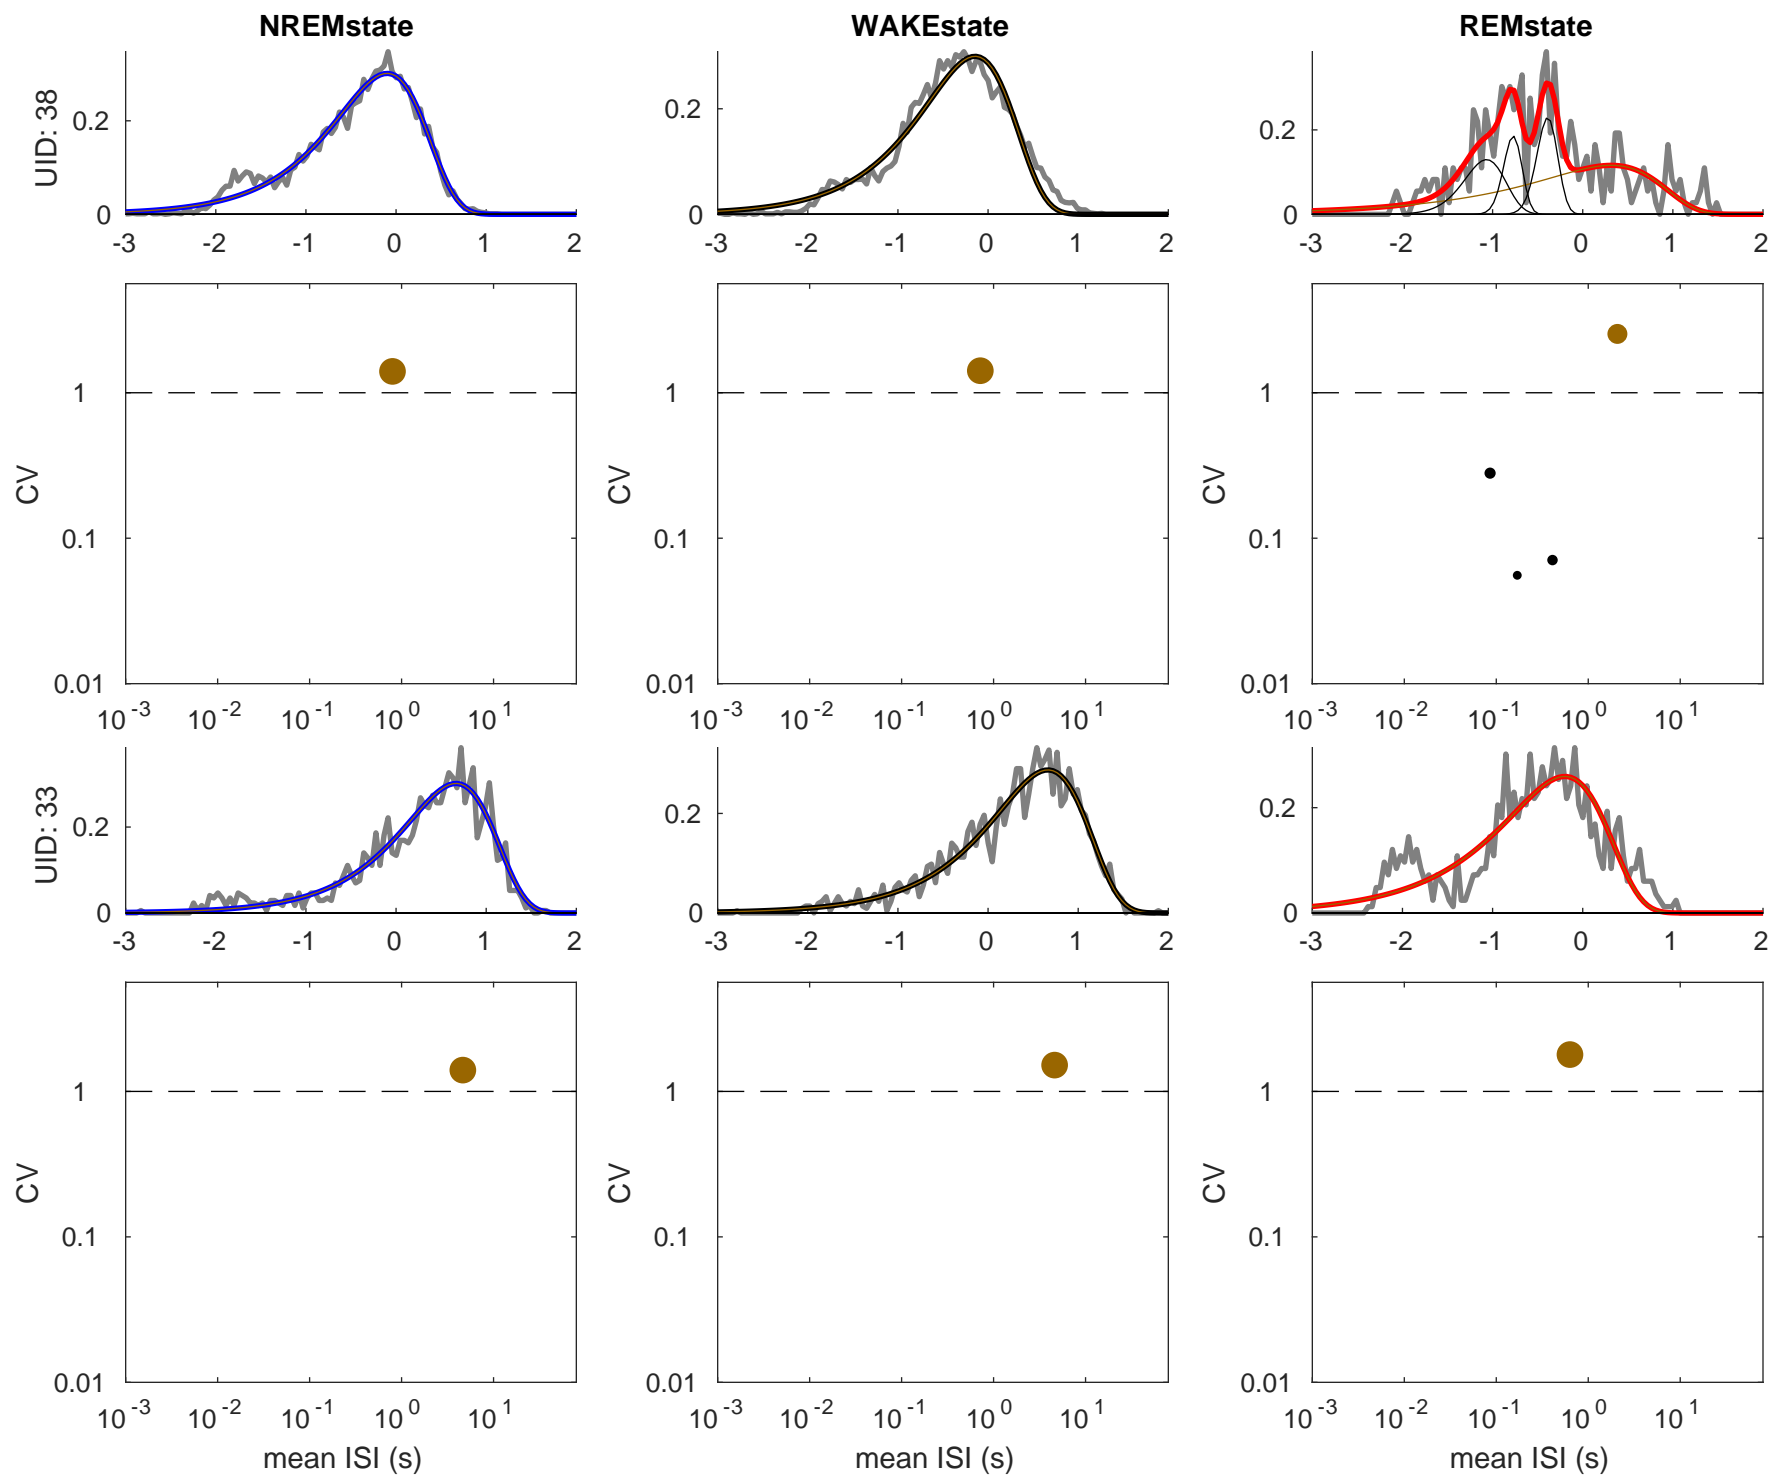 NREMstate WAKEstate REMstate
UID: 38
0.2 0.2 0.2
0 0 0
-3 -2 -1 0 1 2 -3 -2 -1 0 1 2 -3 -2 -1 0 1 2
1 1 1
CV CV CV
0.1 0.1 0.1
0.01 0.01 0.01
10^-3 10^-2 10^-1 10^0 10^1 10^-3 10^-2 10^-1 10^0 10^1 10^-3 10^-2 10^-1 10^0 10^1
UID: 33
0.2 0.2 0.2
0 0 0
-3 -2 -1 0 1 2 -3 -2 -1 0 1 2 -3 -2 -1 0 1 2
1 1 1
CV CV CV
0.1 0.1 0.1
0.01 0.01 0.01
10^-3 10^-2 10^-1 10^0 10^1 10^-3 10^-2 10^-1 10^0 10^1 10^-3 10^-2 10^-1 10^0 10^1
mean ISI (s) mean ISI (s) mean ISI (s)